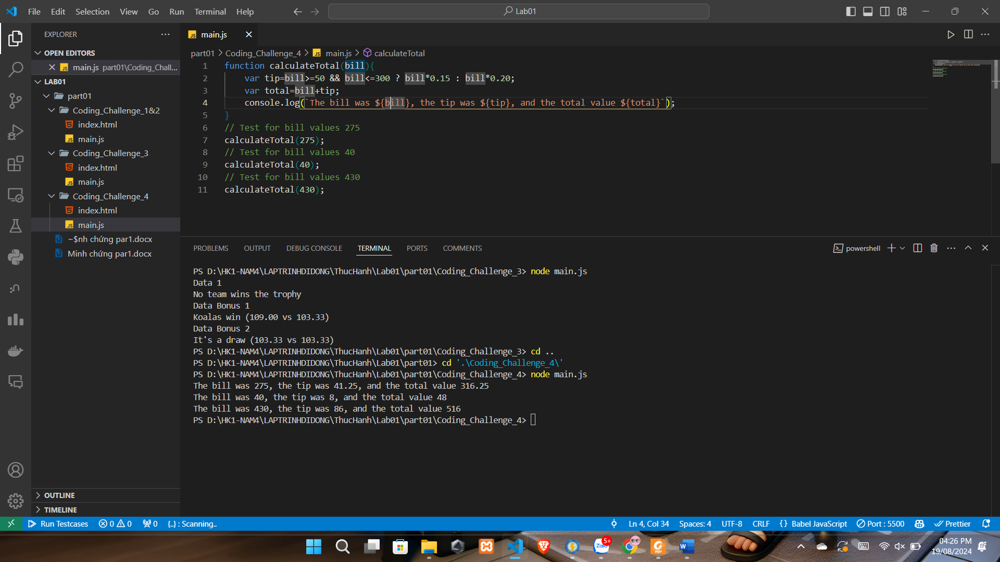 File Edit Selection View Go Run Terminal Help
Lab01
EXPLORER
OPEN EDITORS
main.js part01\Coding_Chall...
LAB01
part01
Coding_Challenge_1&2
index.html
main.js
Coding_Challenge_3
index.html
main.js
Coding_Challenge_4
index.html
main.js
~$nh chứng par1.docx
Minh chứng par1.docx
OUTLINE
TIMELINE
main.js
part01 > Coding_Challenge_4 > JS main.js > calculateTotal
1 function calculateTotal(bill){
2 var tip=bill>=50 && bill<=300 ? bill*0.15 : bill*0.20;
3 var total=bill+tip;
4 console.log(`The bill was ${bill}, the tip was ${tip}, and the total value ${total}`);
5 }
6 // Test for bill values 275
7 calculateTotal(275);
8 // Test for bill values 40
9 calculateTotal(40);
10 // Test for bill values 430
11 calculateTotal(430);
PROBLEMS OUTPUT DEBUG CONSOLE TERMINAL PORTS COMMENTS
powershell
PS D:\HK1-NAM4\LAPTRINHDIDONG\ThucHanh\Lab01\part01\Coding_Challenge_3> node main.js
Data 1
No team wins the trophy
Data Bonus 1
Koalas win (109.00 vs 103.33)
Data Bonus 2
It's a draw (103.33 vs 103.33)
PS D:\HK1-NAM4\LAPTRINHDIDONG\ThucHanh\Lab01\part01\Coding_Challenge_3> cd ..
PS D:\HK1-NAM4\LAPTRINHDIDONG\ThucHanh\Lab01\part01> cd '.\Coding_Challenge_4\'
PS D:\HK1-NAM4\LAPTRINHDIDONG\ThucHanh\Lab01\part01\Coding_Challenge_4> node main.js
The bill was 275, the tip was 41.25, and the total value 316.25
The bill was 40, the tip was 8, and the total value 48
The bill was 430, the tip was 86, and the total value 516
PS D:\HK1-NAM4\LAPTRINHDIDONG\ThucHanh\Lab01\part01\Coding_Challenge_4>
Run Testcases 0 0 0 {..} : Scanning.. Ln 4, Col 34 Spaces: 4 UTF-8 CRLF {} Babel JavaScript Port : 5500 Prettier
Zalo 5+
PDF
W
04:26 PM
19/08/2024